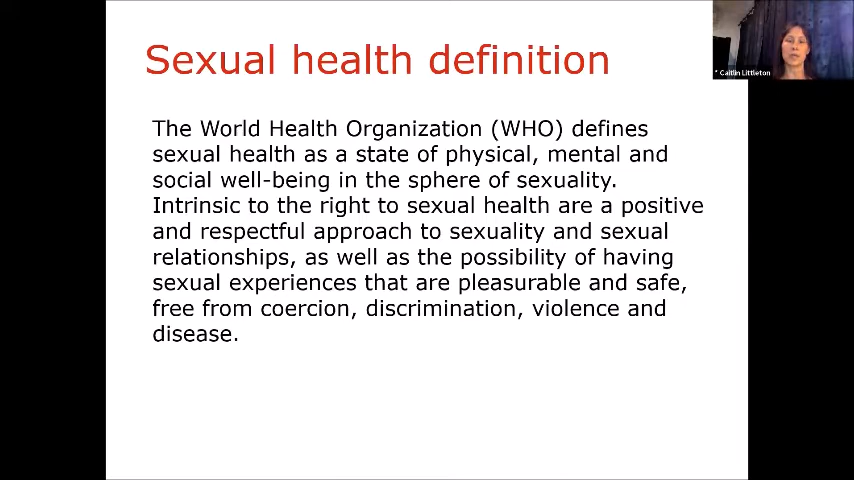 Sexual health definition
* Caitlin Littleton
The World Health Organization (WHO) defines
sexual health as a state of physical, mental and
social well-being in the sphere of sexuality.
Intrinsic to the right to sexual health are a positive
and respectful approach to sexuality and sexual
relationships, as well as the possibility of having
sexual experiences that are pleasurable and safe,
free from coercion, discrimination, violence and
disease.